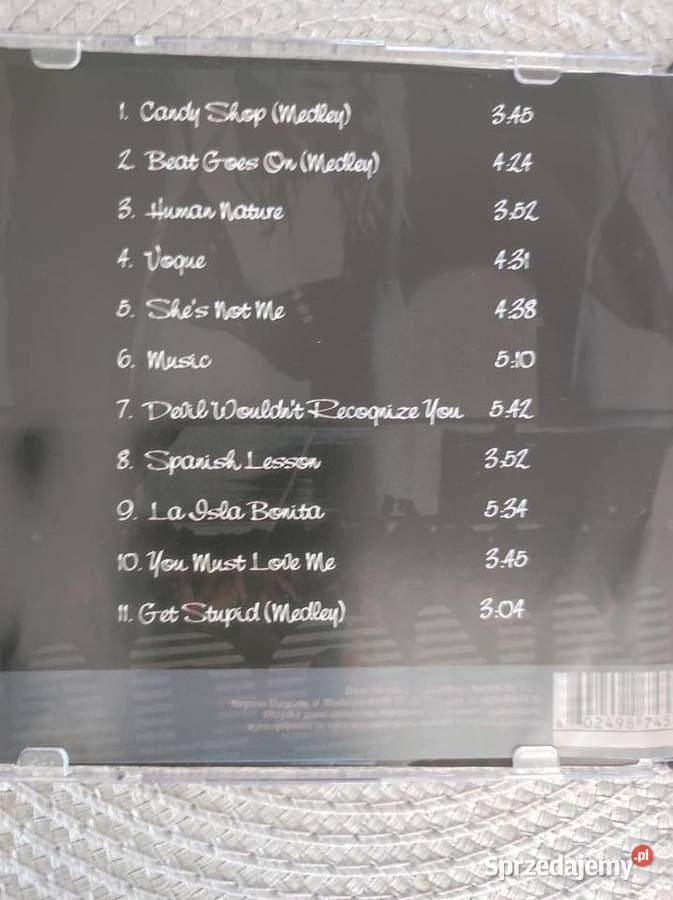 1. Candy Shop (Medley) 3:45
2. Beat Goes On (Medley) 4:24
3. Human Nature 3:52
4. Vogue 4:31
5. She's Not Me 4:38
6. Music 5:10
7. Devil Wouldn't Recognize You 5:42
8. Spanish Lesson 3:52
9. La Isla Bonita 5:34
10. You Must Love Me 3:45
11. Get Stupid (Medley) 3:04
6 02498 745
sprzedajemy.pl